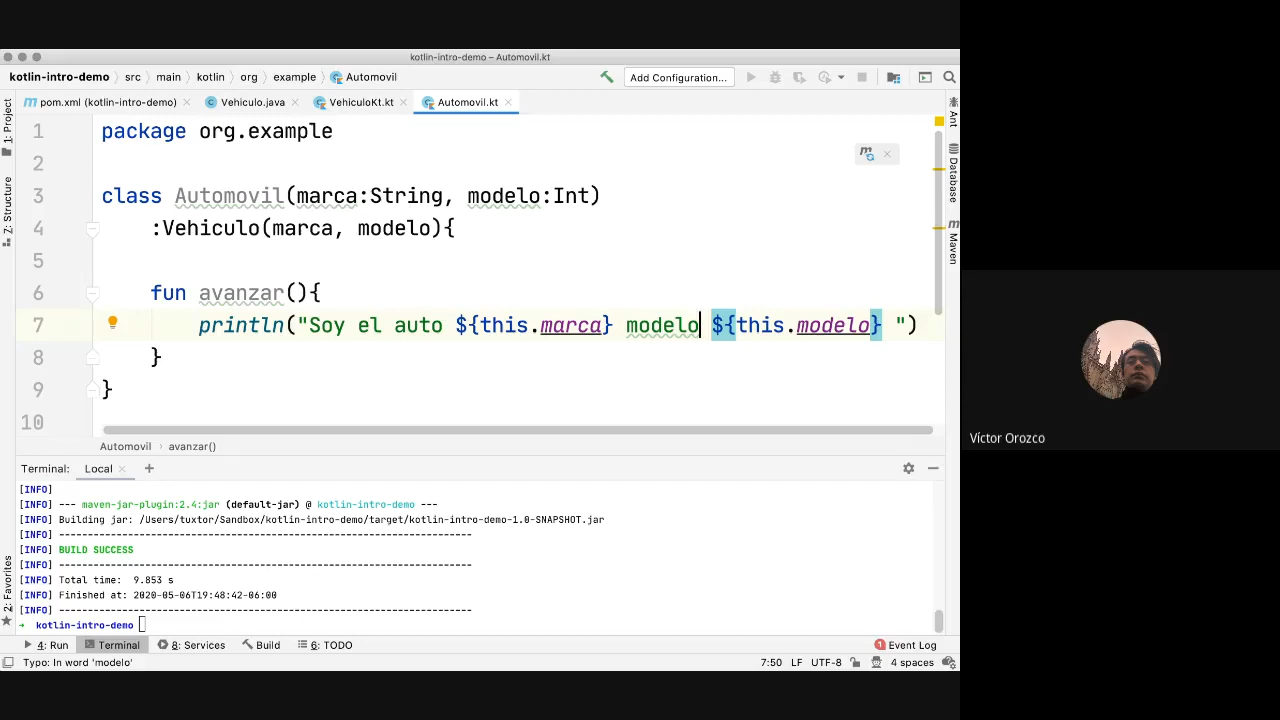 kotlin-intro-demo – Automovil.kt
kotlin-intro-demo src main kotlin org example Automovil Add Configuration...
pom.xml (kotlin-intro-demo) Vehiculo.java VehiculoKt.kt Automovil.kt
1: Project
Z: Structure
2: Favorites
Ant
Database
Maven
1 package org.example
2
3 class Automovil(marca:String, modelo:Int)
4 :Vehiculo(marca, modelo){
5
6 fun avanzar(){
7 println("Soy el auto ${this.marca} modelo ${this.modelo} ")
8 }
9 }
10
Automovil › avanzar()
Terminal: Local +
[INFO]
[INFO] --- maven-jar-plugin:2.4:jar (default-jar) @ kotlin-intro-demo ---
[INFO] Building jar: /Users/tuxtor/Sandbox/kotlin-intro-demo/target/kotlin-intro-demo-1.0-SNAPSHOT.jar
[INFO] ------------------------------------------------------------------------
[INFO] BUILD SUCCESS
[INFO] ------------------------------------------------------------------------
[INFO] Total time:  9.853 s
[INFO] Finished at: 2020-05-06T19:48:42-06:00
[INFO] ------------------------------------------------------------------------
→ kotlin-intro-demo
4: Run Terminal 8: Services Build 6: TODO 1 Event Log
Typo: In word 'modelo' 7:50 LF UTF-8 4 spaces
Víctor Orozco